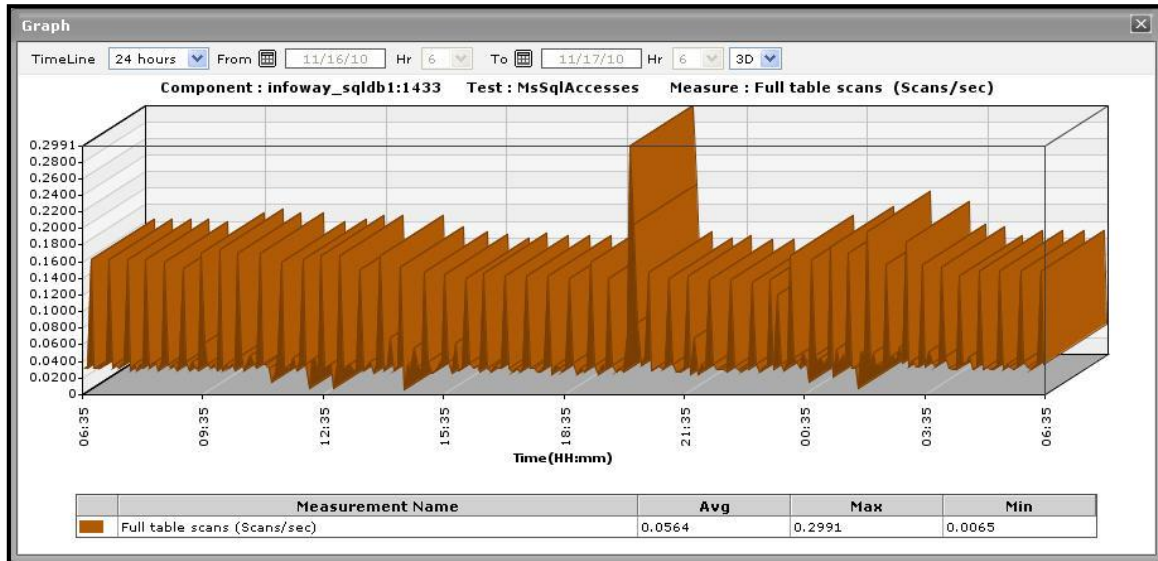 Graph
TimeLine 24 hours From 11/16/10 Hr 6 To 11/17/10 Hr 6 3D
Component : infoway_sqldb1:1433 Test : MsSqlAccesses Measure : Full table scans (Scans/sec)
0.2991
0.2800
0.2600
0.2400
0.2200
0.2000
0.1800
0.1600
0.1400
0.1200
0.1000
0.0800
0.0600
0.0400
0.0200
0
06:35 09:35 12:35 15:35 18:35 21:35 00:35 03:35 06:35
Time(HH:mm)
Measurement Name Avg Max Min
Full table scans (Scans/sec) 0.0564 0.2991 0.0065